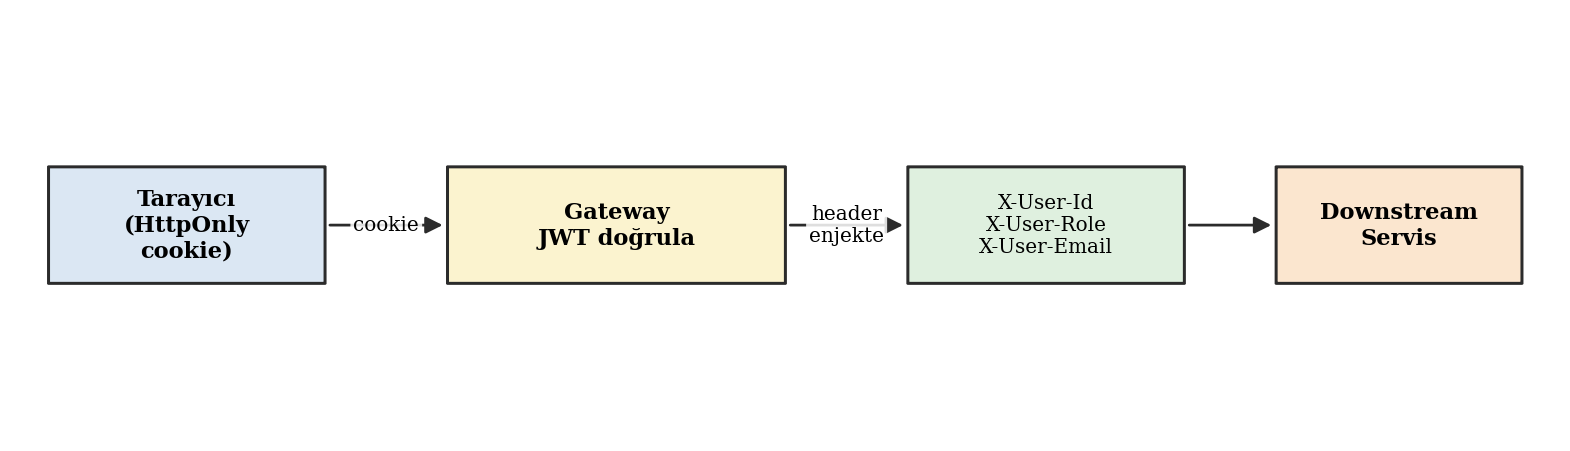 Tarayıcı
(HttpOnly
cookie)
cookie
Gateway
JWT doğrula
header
enjekte
X-User-Id
X-User-Role
X-User-Email
Downstream
Servis